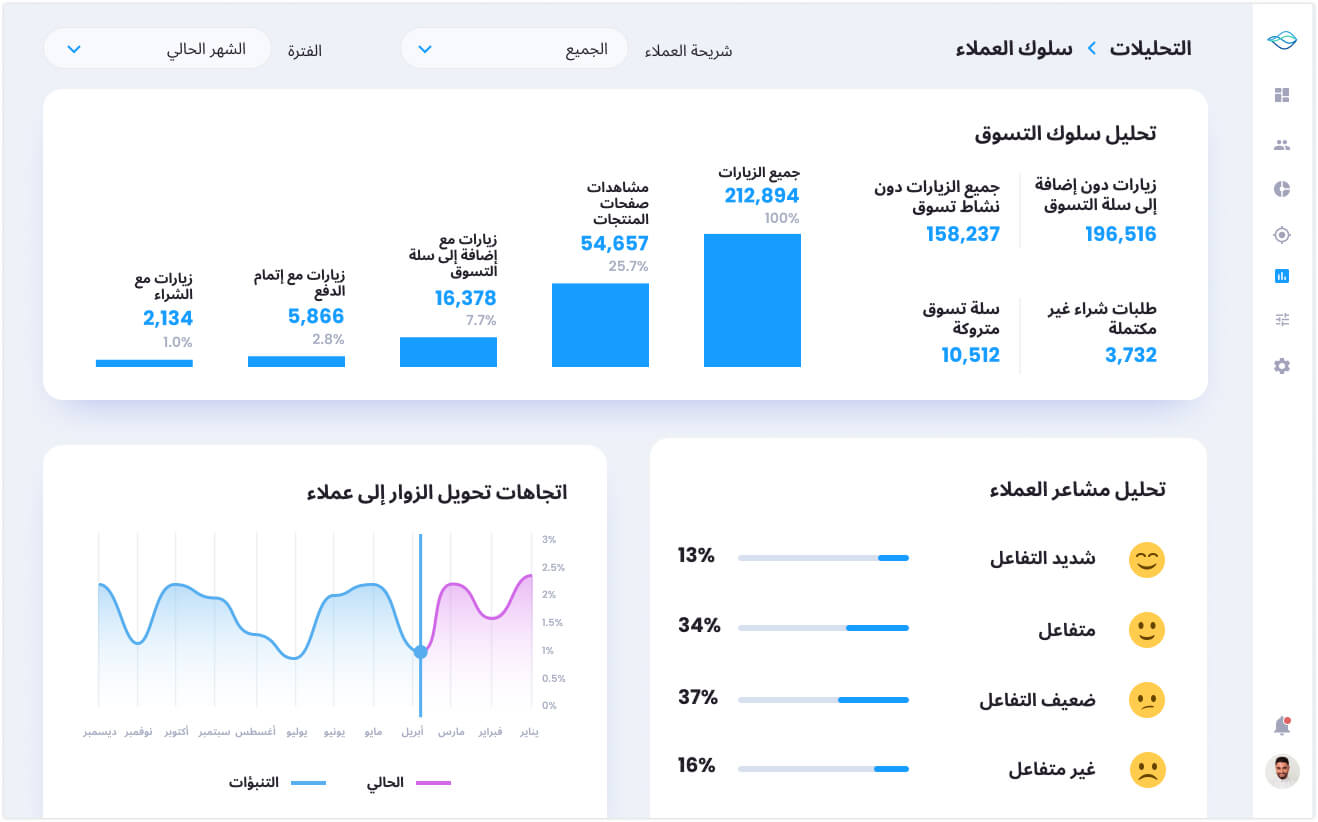 التحليلات
سلوك العملاء
شريحة العملاء
الجميع
الفترة
الشهر الحالي
تحليل سلوك التسوق
زيارات دون إضافة
إلى سلة التسوق
196,516
جميع الزيارات دون
نشاط تسوق
158,237
طلبات شراء غير
مكتملة
3,732
سلة تسوق
متروكة
10,512
جميع الزيارات
212,894
100%
مشاهدات
صفحات
المنتجات
54,657
25.7%
زيارات مع
إضافة إلى سلة
التسوق
16,378
7.7%
زيارات مع إتمام
الدفع
5,866
2.8%
زيارات مع
الشراء
2,134
1.0%
تحليل مشاعر العملاء
شديد التفاعل
13%
متفاعل
34%
ضعيف التفاعل
37%
غير متفاعل
16%
اتجاهات تحويل الزوار إلى عملاء
3%
2.5%
2%
1.5%
1%
0.5%
0%
يناير فبراير مارس أبريل مايو يونيو يوليو أغسطس سبتمبر أكتوبر نوفمبر ديسمبر
الحالي
التنبؤات